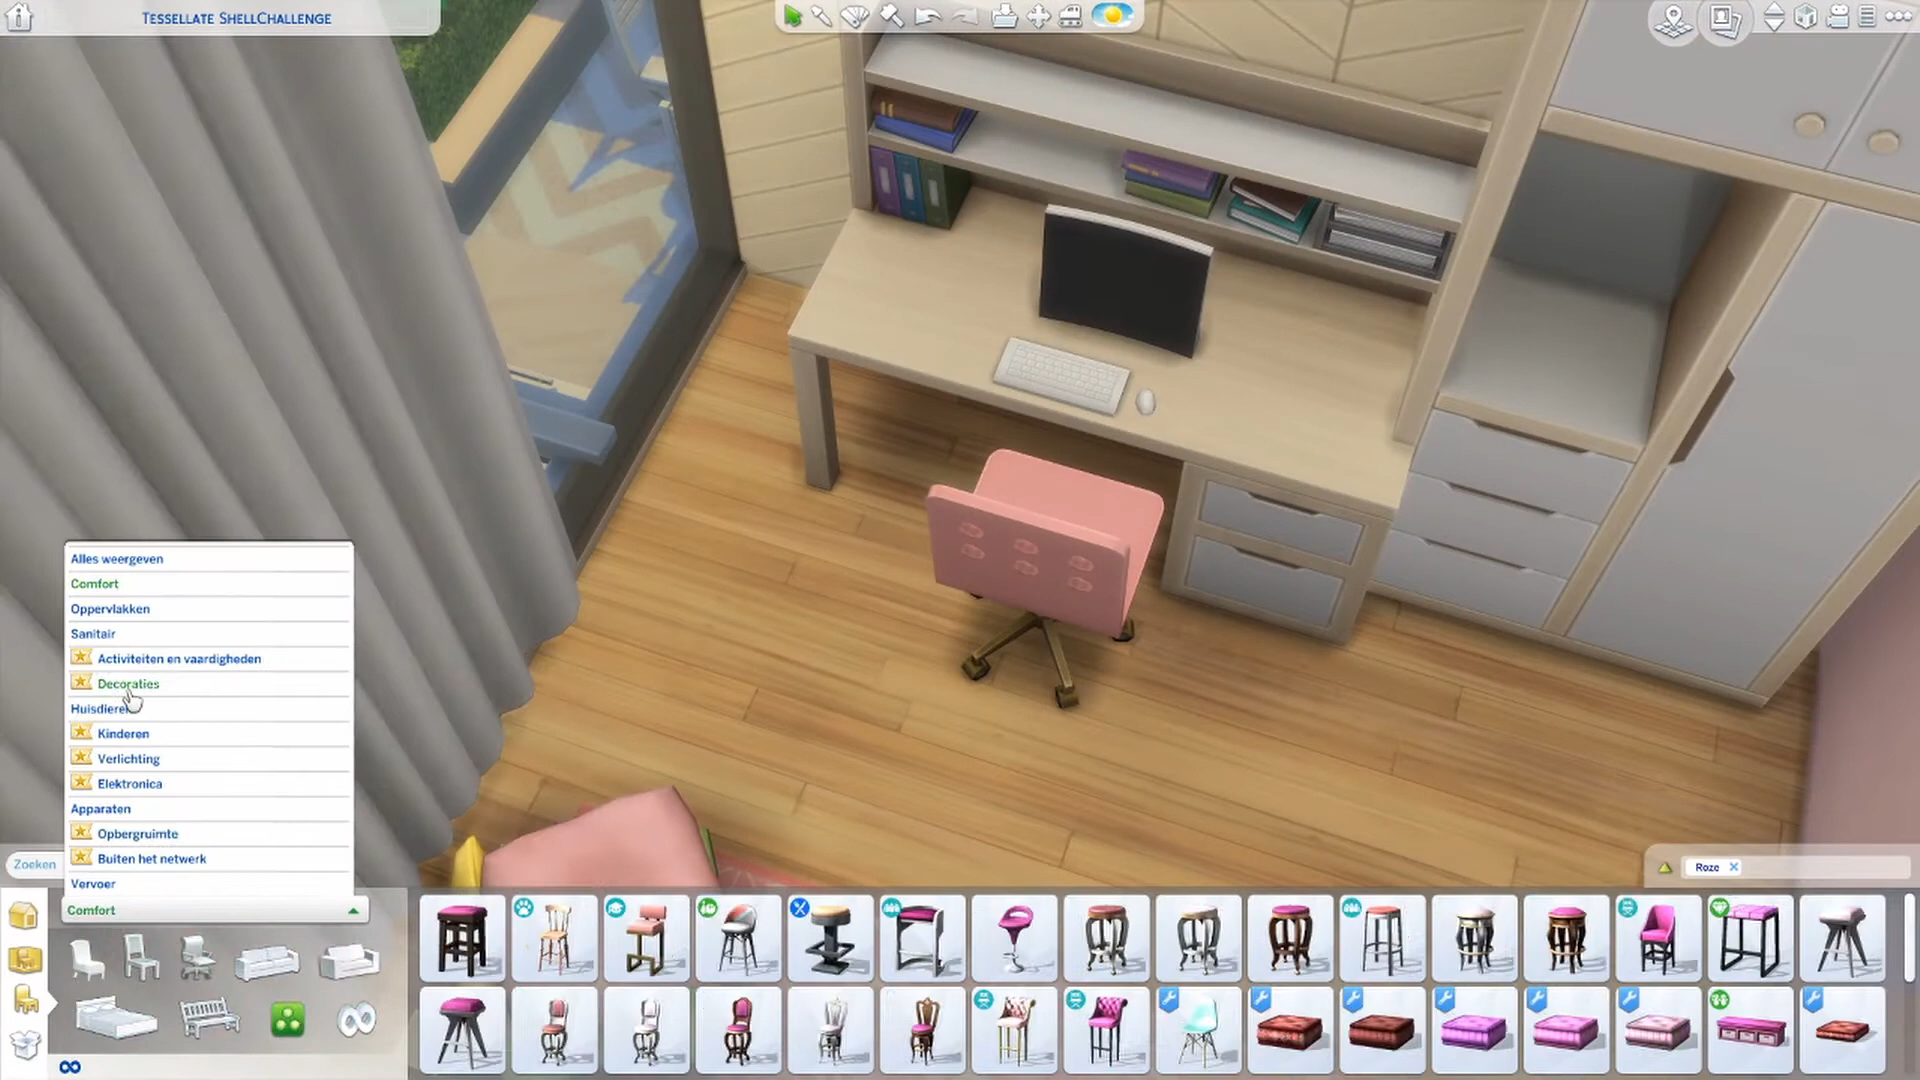 Tessellate ShellChallenge
Alles weergeven
Comfort
Oppervlakken
Sanitair
Activiteiten en vaardigheden
Decoraties
Huisdieren
Kinderen
Verlichting
Elektronica
Apparaten
Opbergruimte
Buiten het netwerk
Vervoer
Zoeken
Comfort
Roze